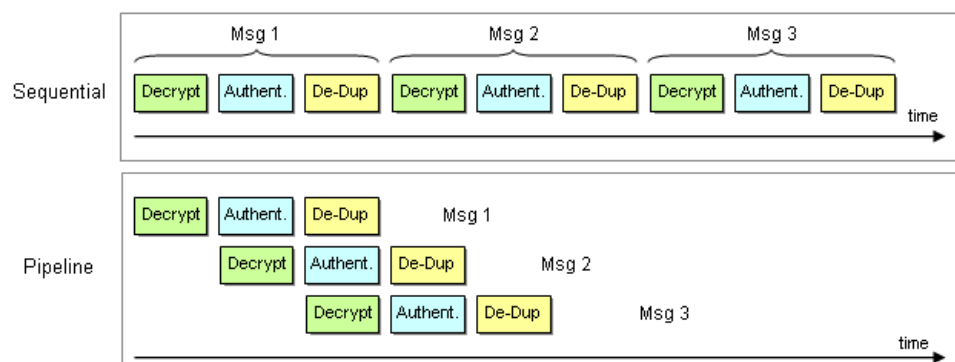 Msg 1 Msg 2 Msg 3
Sequential Decrypt Authent. De-Dup Decrypt Authent. De-Dup Decrypt Authent. De-Dup
time
Decrypt Authent. De-Dup Msg 1
Pipeline Decrypt Authent. De-Dup Msg 2
Decrypt Authent. De-Dup Msg 3
time